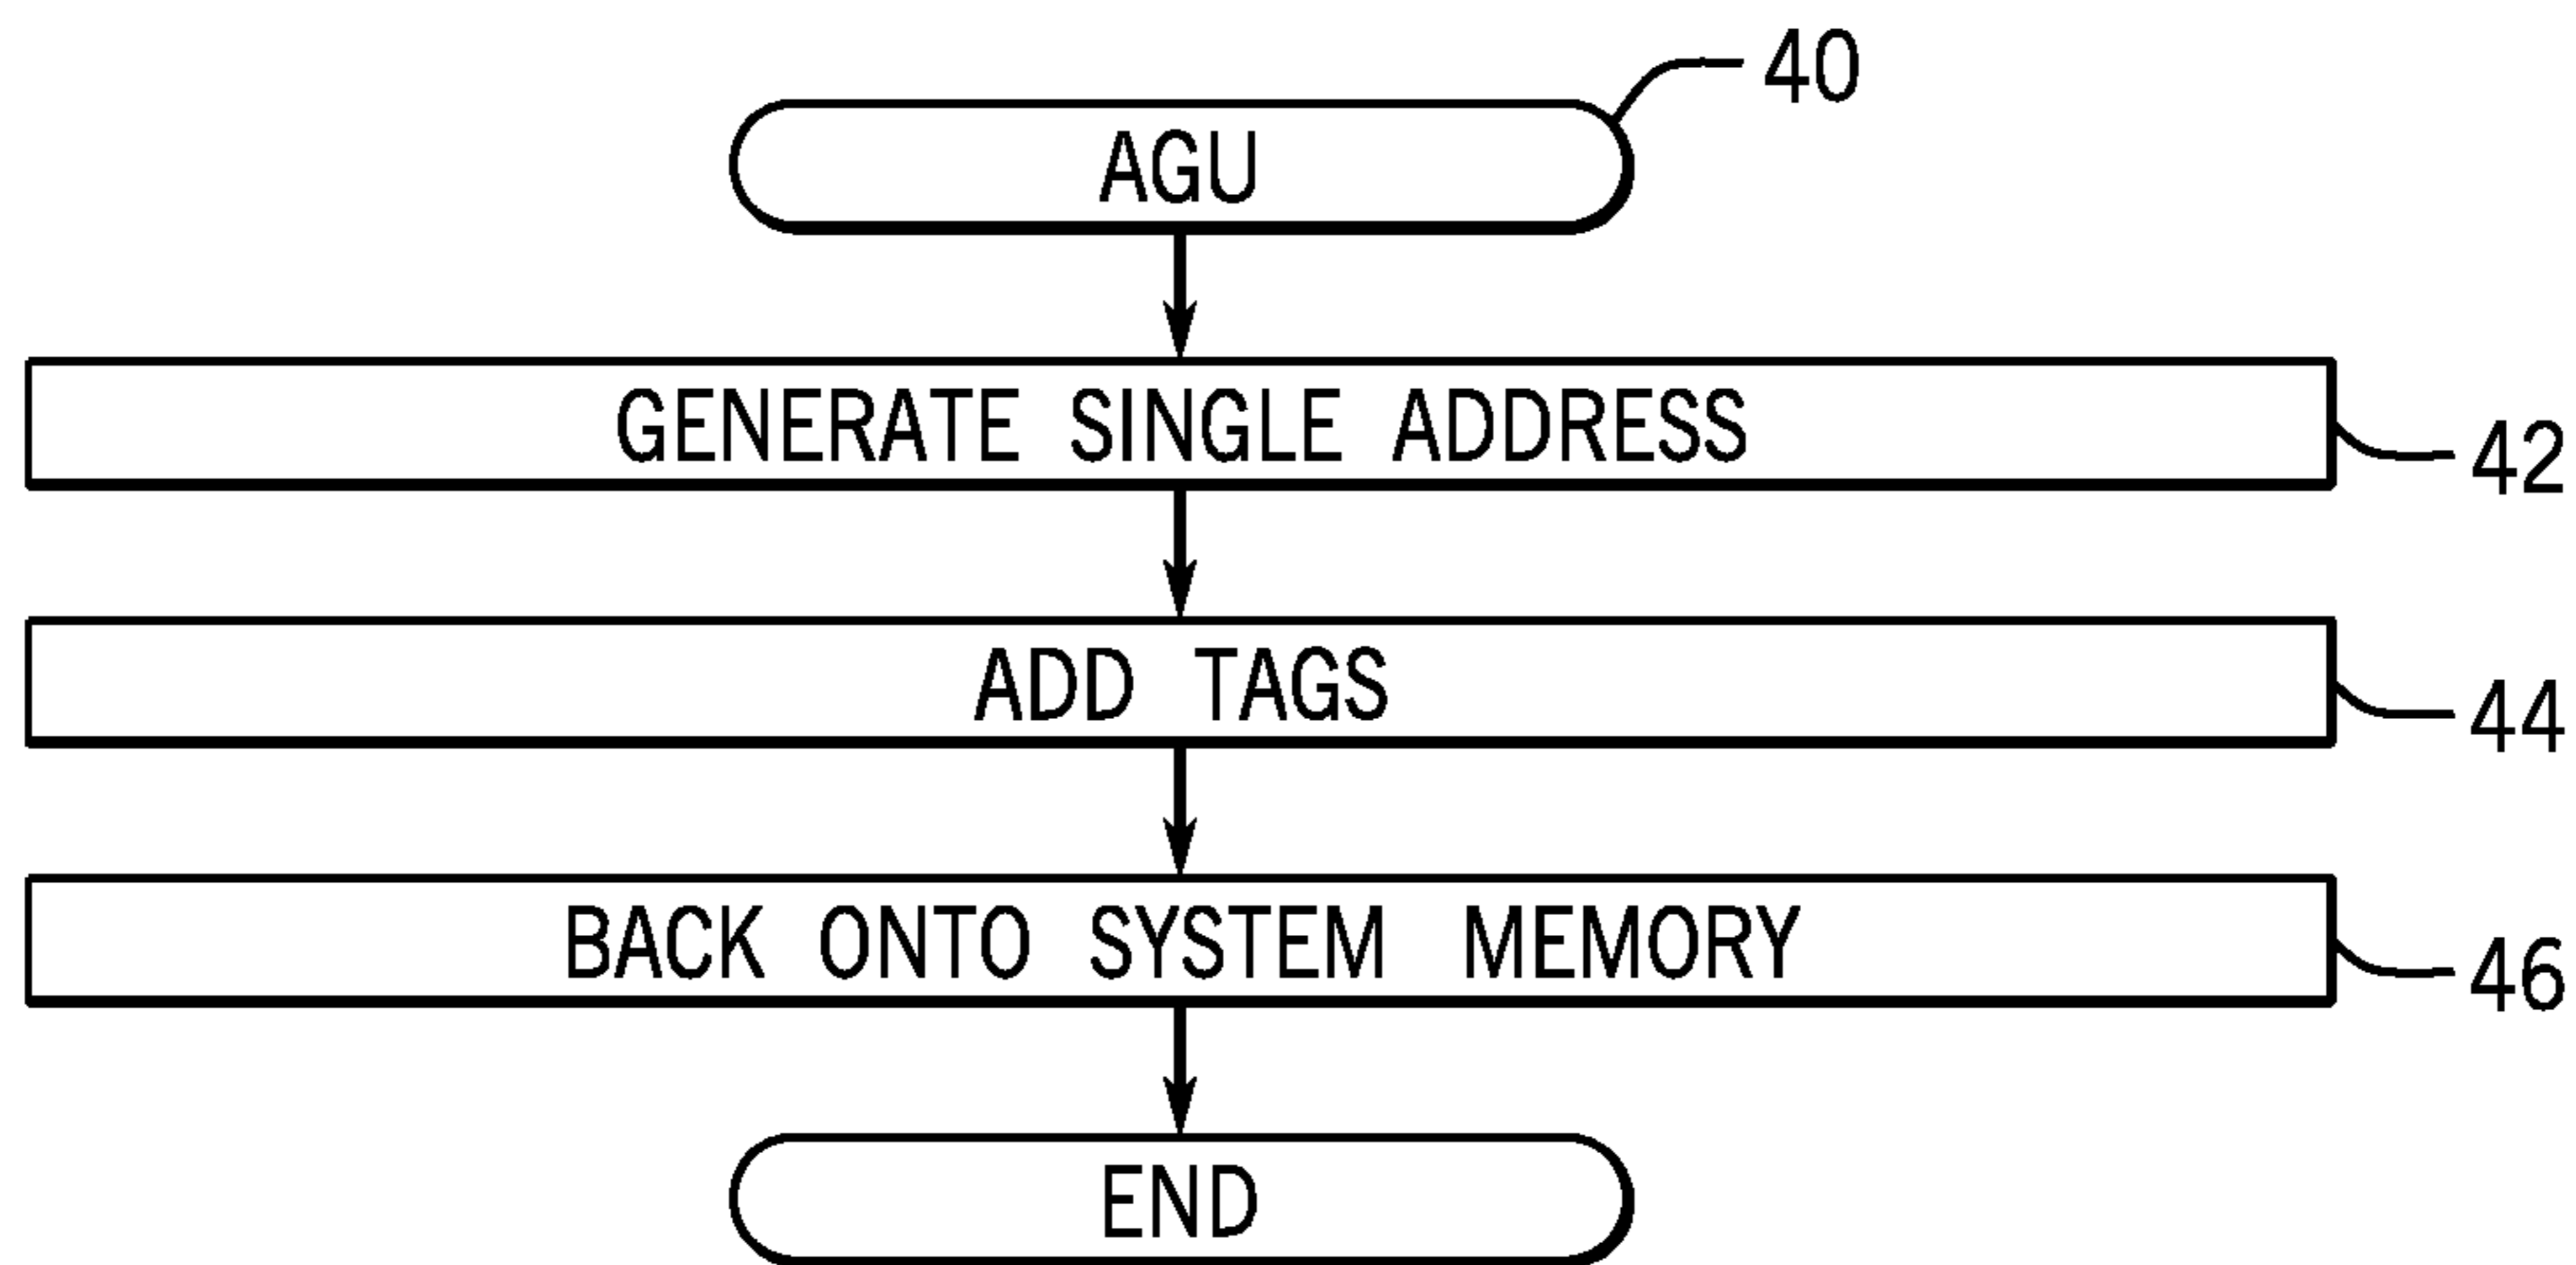 AGU
40
GENERATE SINGLE ADDRESS
42
ADD TAGS
44
BACK ONTO SYSTEM MEMORY
46
END